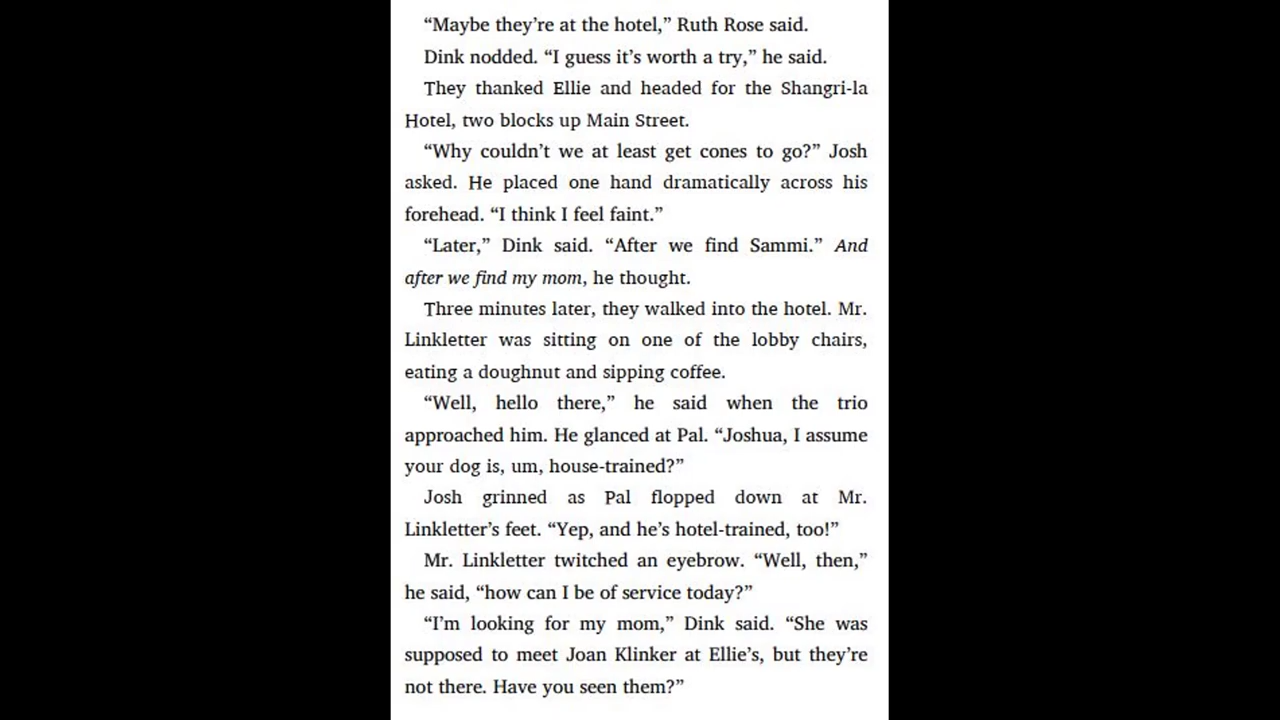 “Maybe they’re at the hotel,” Ruth Rose said.
Dink nodded. “I guess it’s worth a try,” he said.
They thanked Ellie and headed for the Shangri-la
Hotel, two blocks up Main Street.
“Why couldn’t we at least get cones to go?” Josh
asked. He placed one hand dramatically across his
forehead. “I think I feel faint.”
“Later,” Dink said. “After we find Sammi.” And
after we find my mom, he thought.
Three minutes later, they walked into the hotel. Mr.
Linkletter was sitting on one of the lobby chairs,
eating a doughnut and sipping coffee.
“Well, hello there,” he said when the trio
approached him. He glanced at Pal. “Joshua, I assume
your dog is, um, house-trained?”
Josh grinned as Pal flopped down at Mr.
Linkletter’s feet. “Yep, and he’s hotel-trained, too!”
Mr. Linkletter twitched an eyebrow. “Well, then,”
he said, “how can I be of service today?”
“I’m looking for my mom,” Dink said. “She was
supposed to meet Joan Klinker at Ellie’s, but they’re
not there. Have you seen them?”